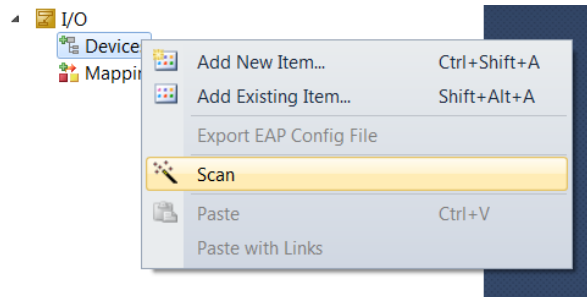 I/O
Device
Mappin
Add New Item... Ctrl+Shift+A
Add Existing Item... Shift+Alt+A
Export EAP Config File
Scan
Paste Ctrl+V
Paste with Links